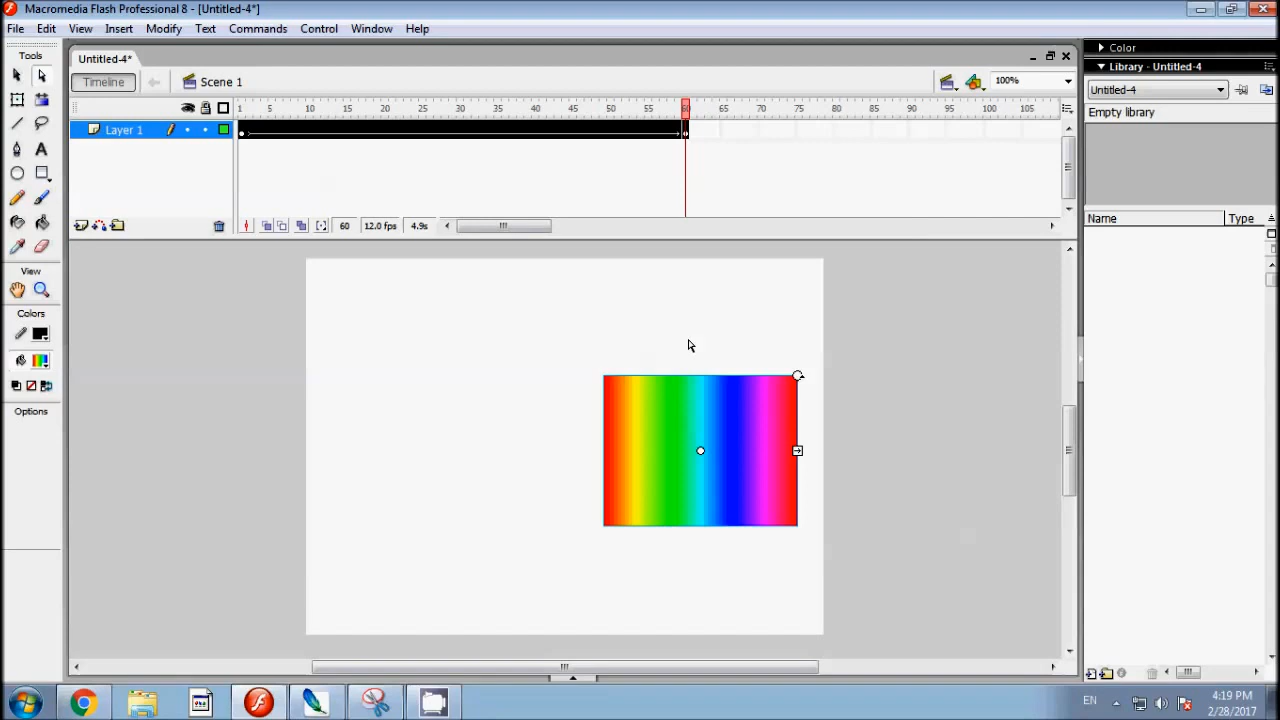 Macromedia Flash Professional 8 - [Untitled-4*]
File Edit View Insert Modify Text Commands Control Window Help
Tools
Untitled-4*
Color
Library - Untitled-4
Timeline
Scene 1
100%
Untitled-4
1 5 10 15 20 25 30 35 40 45 50 55 60 65 70 75 80 85 90 95 100 105
Empty library
Layer 1
Name Type
60 12.0 fps 4.9s
View
Colors
Options
EN
4:19 PM
2/28/2017